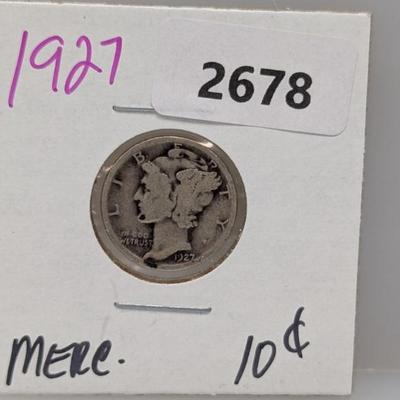 1927
2678
LIBERTY
IN GOD
WE TRUST
1927
MERC.
10¢